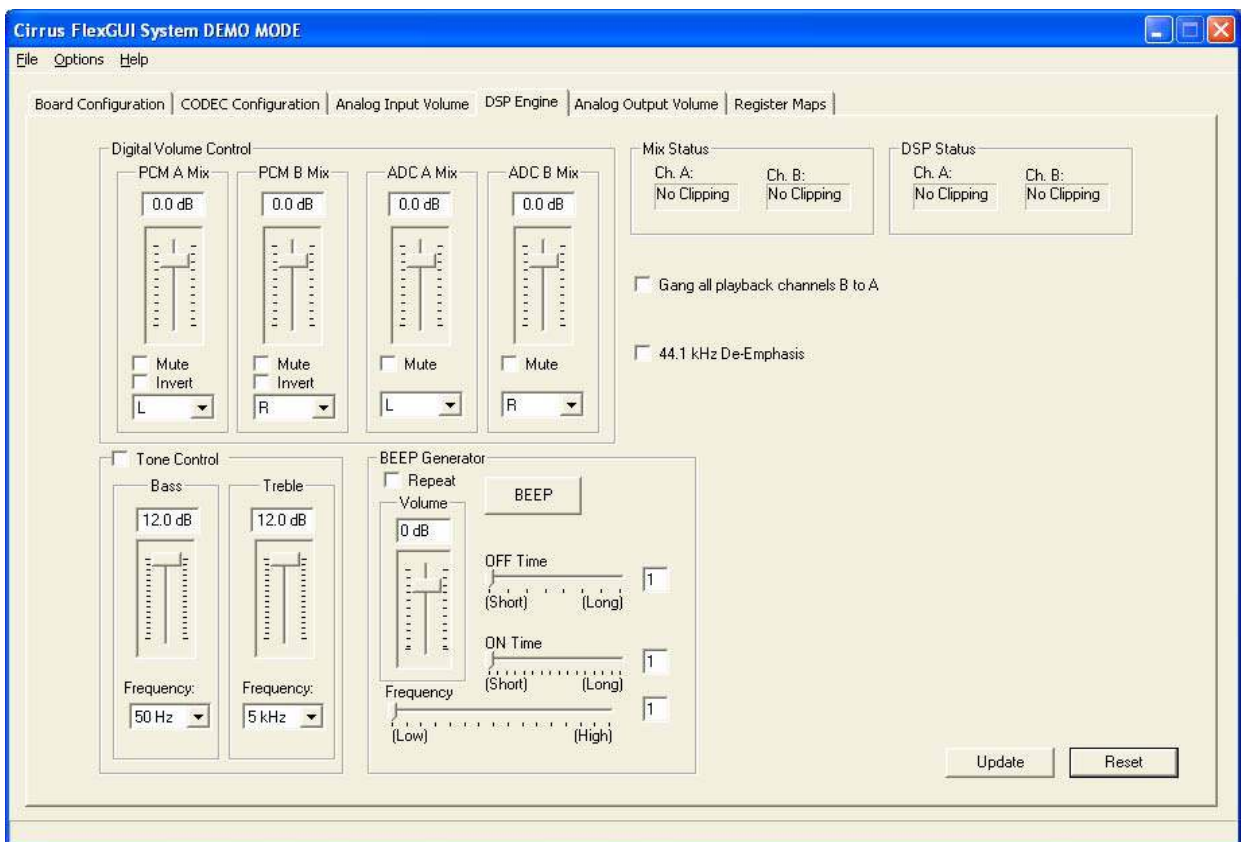 Cirrus FlexGUI System DEMO MODE
File Options Help
Board Configuration CODEC Configuration Analog Input Volume DSP Engine Analog Output Volume Register Maps
Digital Volume Control
PCM A Mix PCM B Mix ADC A Mix ADC B Mix
0.0 dB 0.0 dB 0.0 dB 0.0 dB
Mute Mute Mute Mute
Invert Invert
L R L R
Mix Status
Ch. A: Ch. B:
No Clipping No Clipping
DSP Status
Ch. A: Ch. B:
No Clipping No Clipping
Gang all playback channels B to A
44.1 kHz De-Emphasis
Tone Control
Bass Treble
12.0 dB 12.0 dB
Frequency: Frequency:
50 Hz 5 kHz
BEEP Generator
Repeat
BEEP
Volume
0 dB
OFF Time
1
(Short) (Long)
ON Time
1
(Short) (Long)
Frequency
1
(Low) (High)
Update Reset